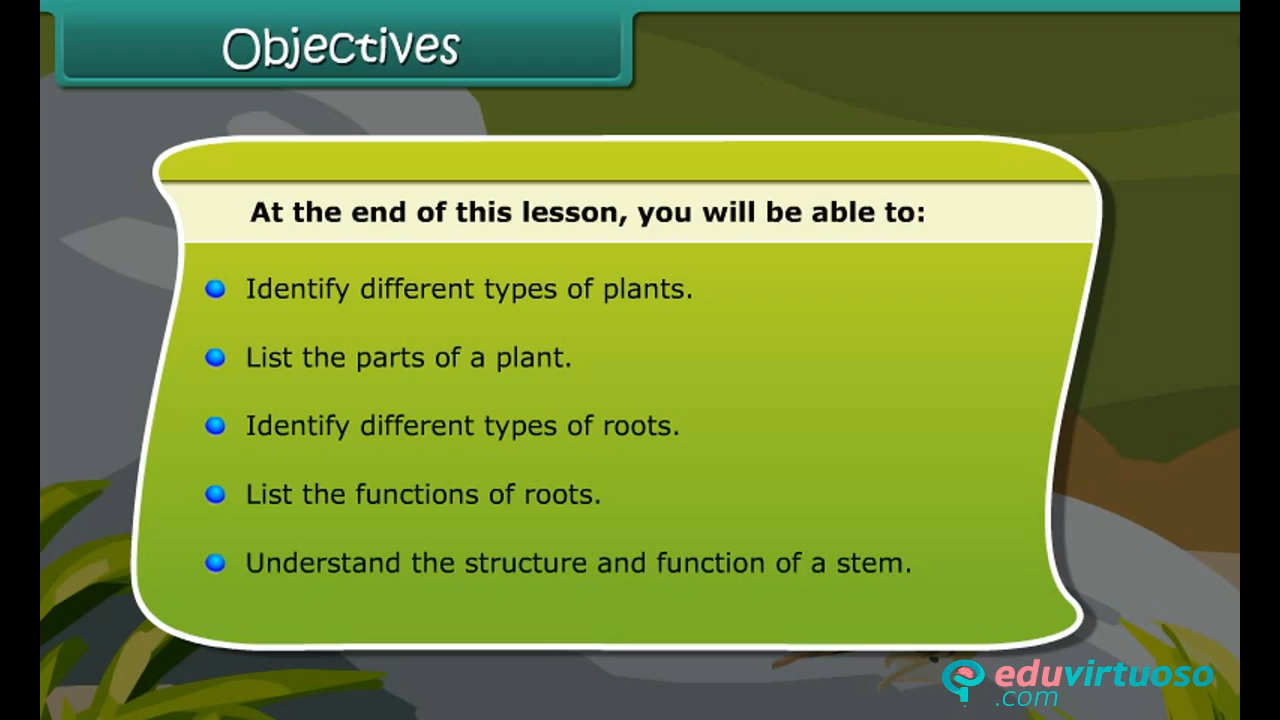 Objectives
At the end of this lesson, you will be able to:
Identify different types of plants.
List the parts of a plant.
Identify different types of roots.
List the functions of roots.
Understand the structure and function of a stem.
eduvirtuoso
.com